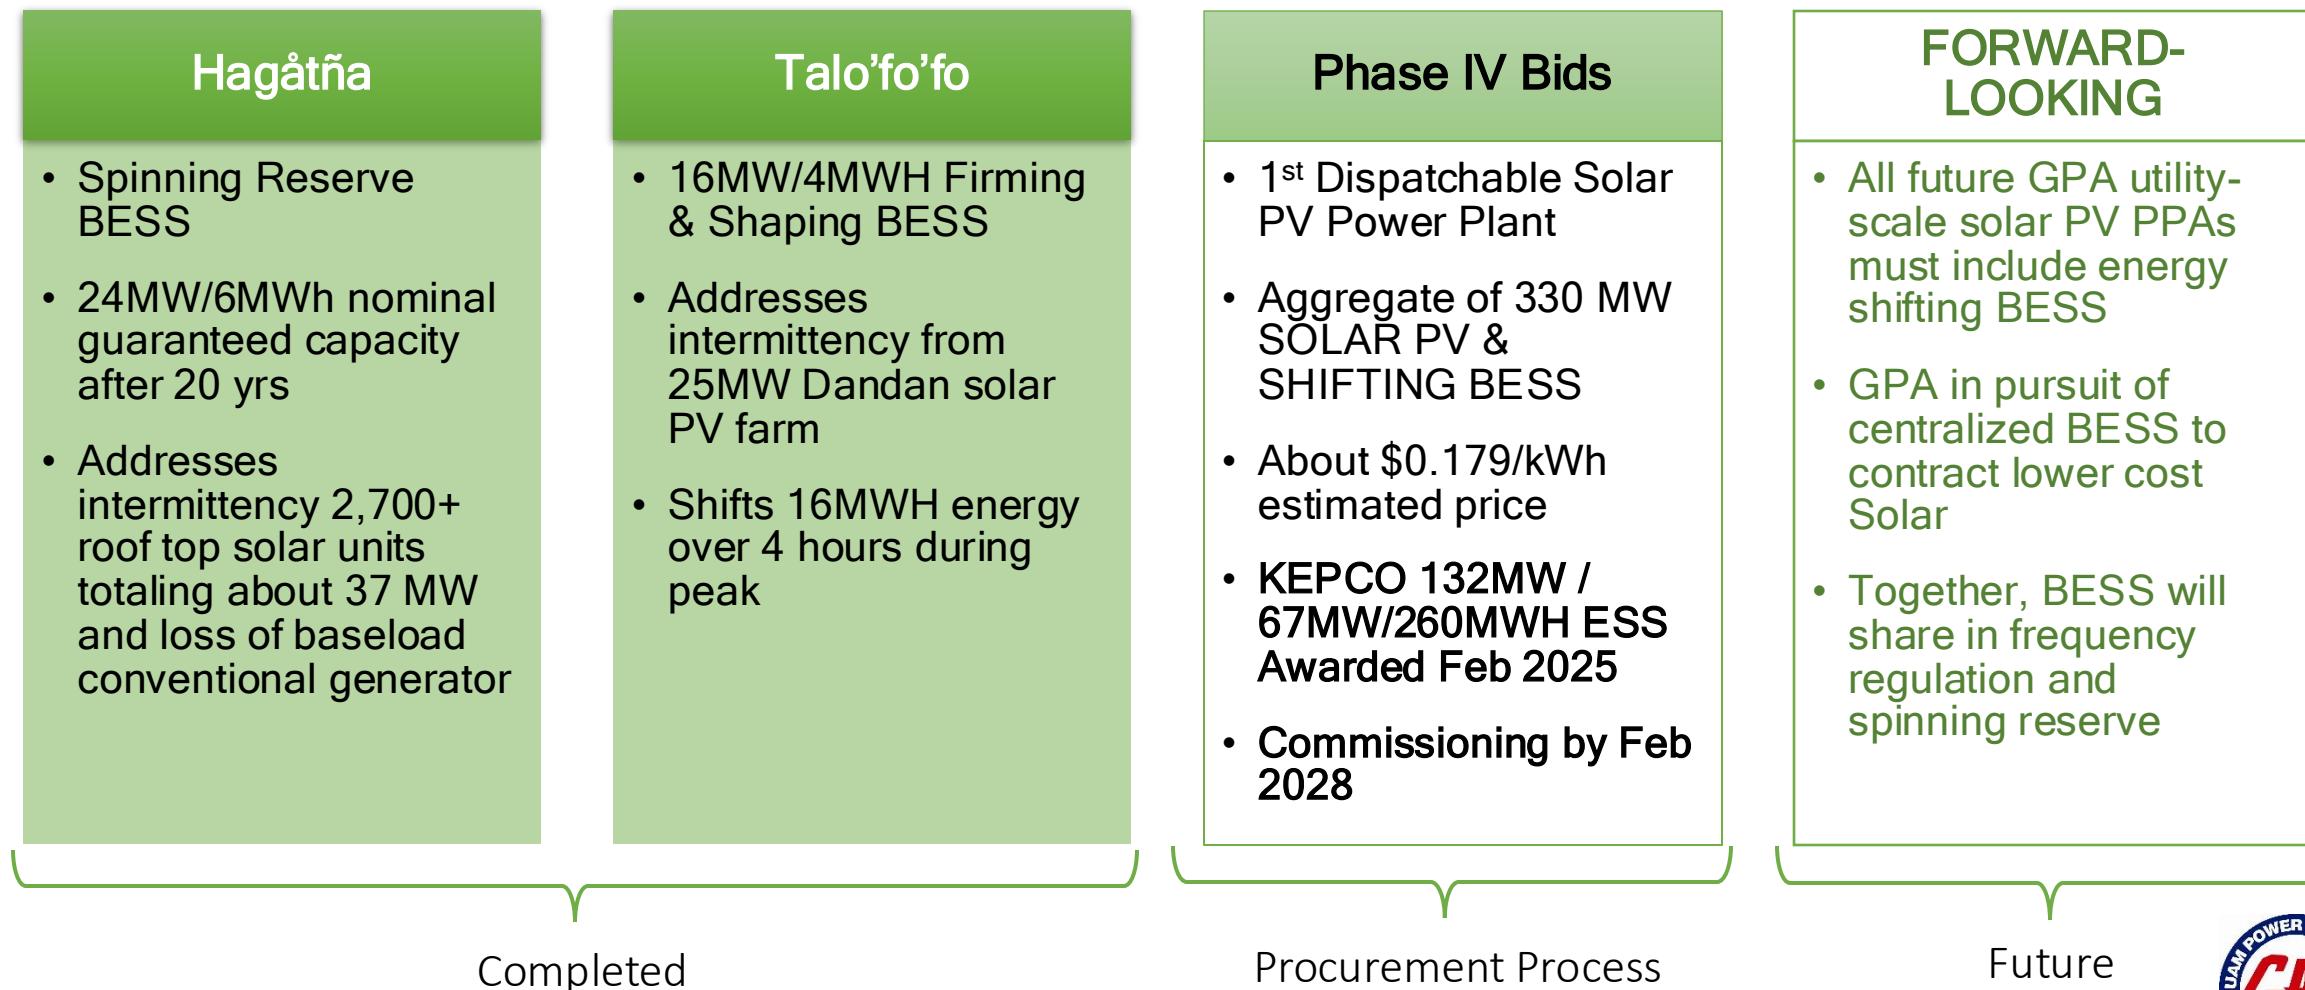 Hagåtña
• Spinning Reserve
BESS
• 24MW/6MWh nominal
guaranteed capacity
after 20 yrs
• Addresses
intermittency 2,700+
roof top solar units
totaling about 37 MW
and loss of baseload
conventional generator
Talo’fo’fo
• 16MW/4MWH Firming
& Shaping BESS
• Addresses
intermittency from
25MW Dandan solar
PV farm
• Shifts 16MWH energy
over 4 hours during
peak
Phase IV Bids
• 1st Dispatchable Solar
PV Power Plant
• Aggregate of 330 MW
SOLAR PV &
SHIFTING BESS
• About $0.179/kWh
estimated price
• KEPCO 132MW /
67MW/260MWH ESS
Awarded Feb 2025
• Commissioning by Feb
2028
FORWARD-
LOOKING
• All future GPA utility-
scale solar PV PPAs
must include energy
shifting BESS
• GPA in pursuit of
centralized BESS to
contract lower cost
Solar
• Together, BESS will
share in frequency
regulation and
spinning reserve
Completed
Procurement Process
Future
POWER